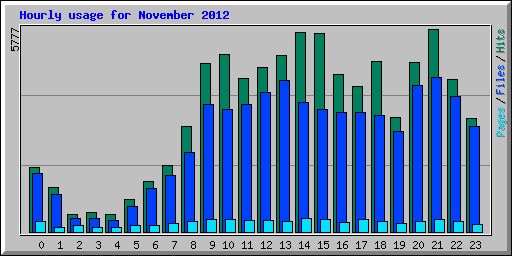 Hourly usage for November 2012
5777
Pages / Files / Hits
0 1 2 3 4 5 6 7 8 9 10 11 12 13 14 15 16 17 18 19 20 21 22 23